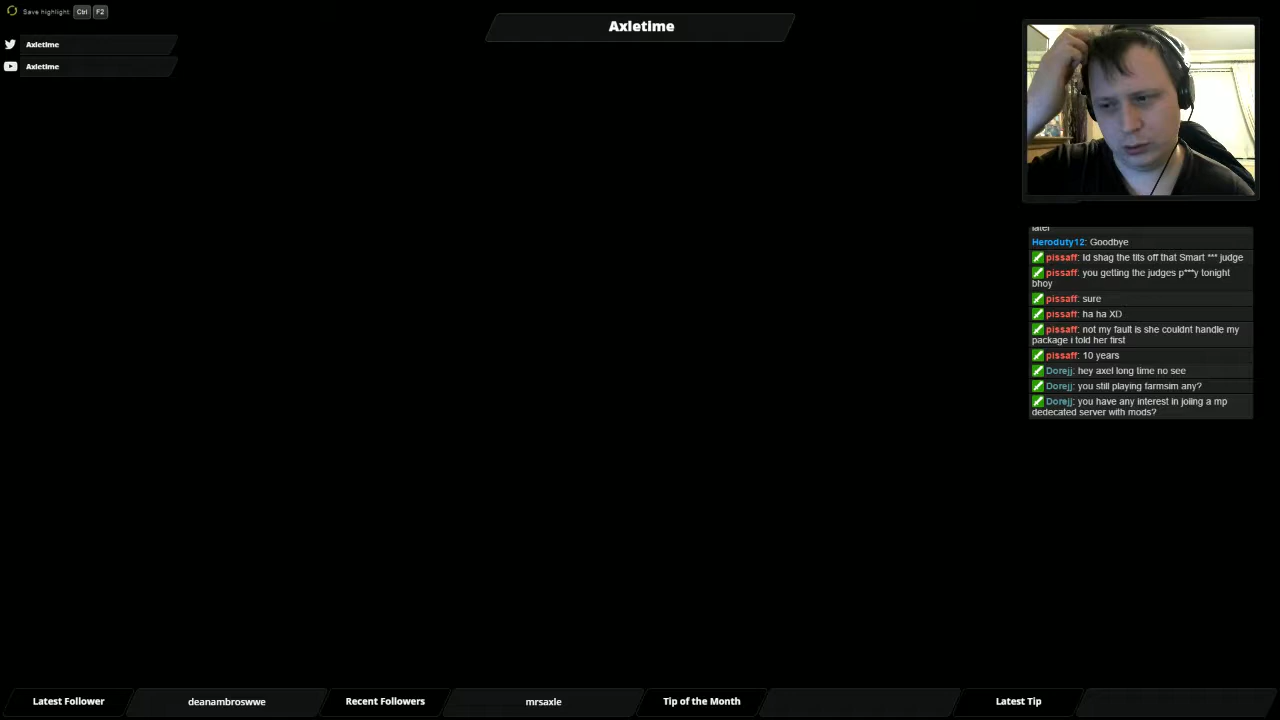 Save highlight: Ctrl F2
Axletime
Axletime
Axletime
later
Heroduty12: Goodbye
pissaff: Id shag the tits off that Smart *** judge
pissaff: you getting the judges p***y tonight
bhoy
pissaff: sure
pissaff: ha ha XD
pissaff: not my fault is she couldnt handle my
package i told her first
pissaff: 10 years
Dorejj: hey axel long time no see
Dorejj: you still playing farmsim any?
Dorejj: you have any interest in joiing a mp
dedecated server with mods?
Latest Follower deanambroswwe Recent Followers mrsaxle Tip of the Month Latest Tip